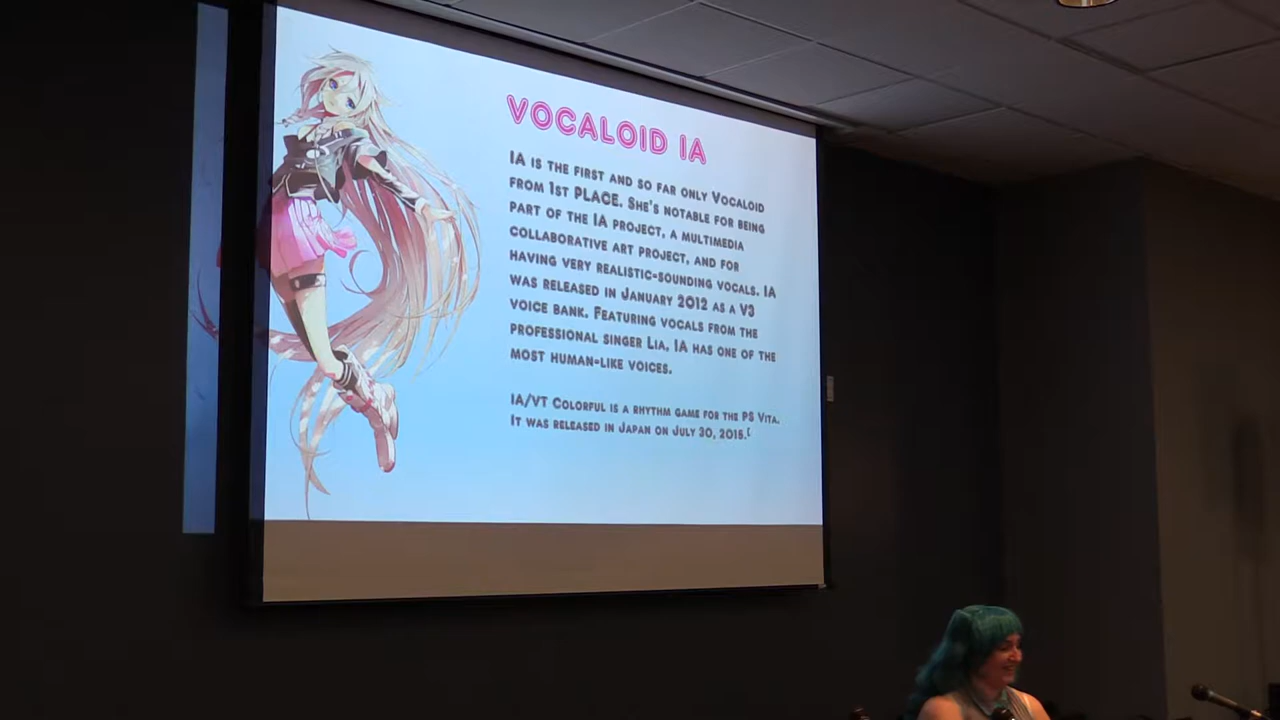 VOCALOID IA
IA IS THE FIRST AND SO FAR ONLY VOCALOID
FROM 1ST PLACE. SHE'S NOTABLE FOR BEING
PART OF THE IA PROJECT, A MULTIMEDIA
COLLABORATIVE ART PROJECT, AND FOR
HAVING VERY REALISTIC-SOUNDING VOCALS. IA
WAS RELEASED IN JANUARY 2012 AS A V3
VOICE BANK. FEATURING VOCALS FROM THE
PROFESSIONAL SINGER LIA, IA HAS ONE OF THE
MOST HUMAN-LIKE VOICES.
IA/VT COLORFUL IS A RHYTHM GAME FOR THE PS VITA.
IT WAS RELEASED IN JAPAN ON JULY 30, 2015.[